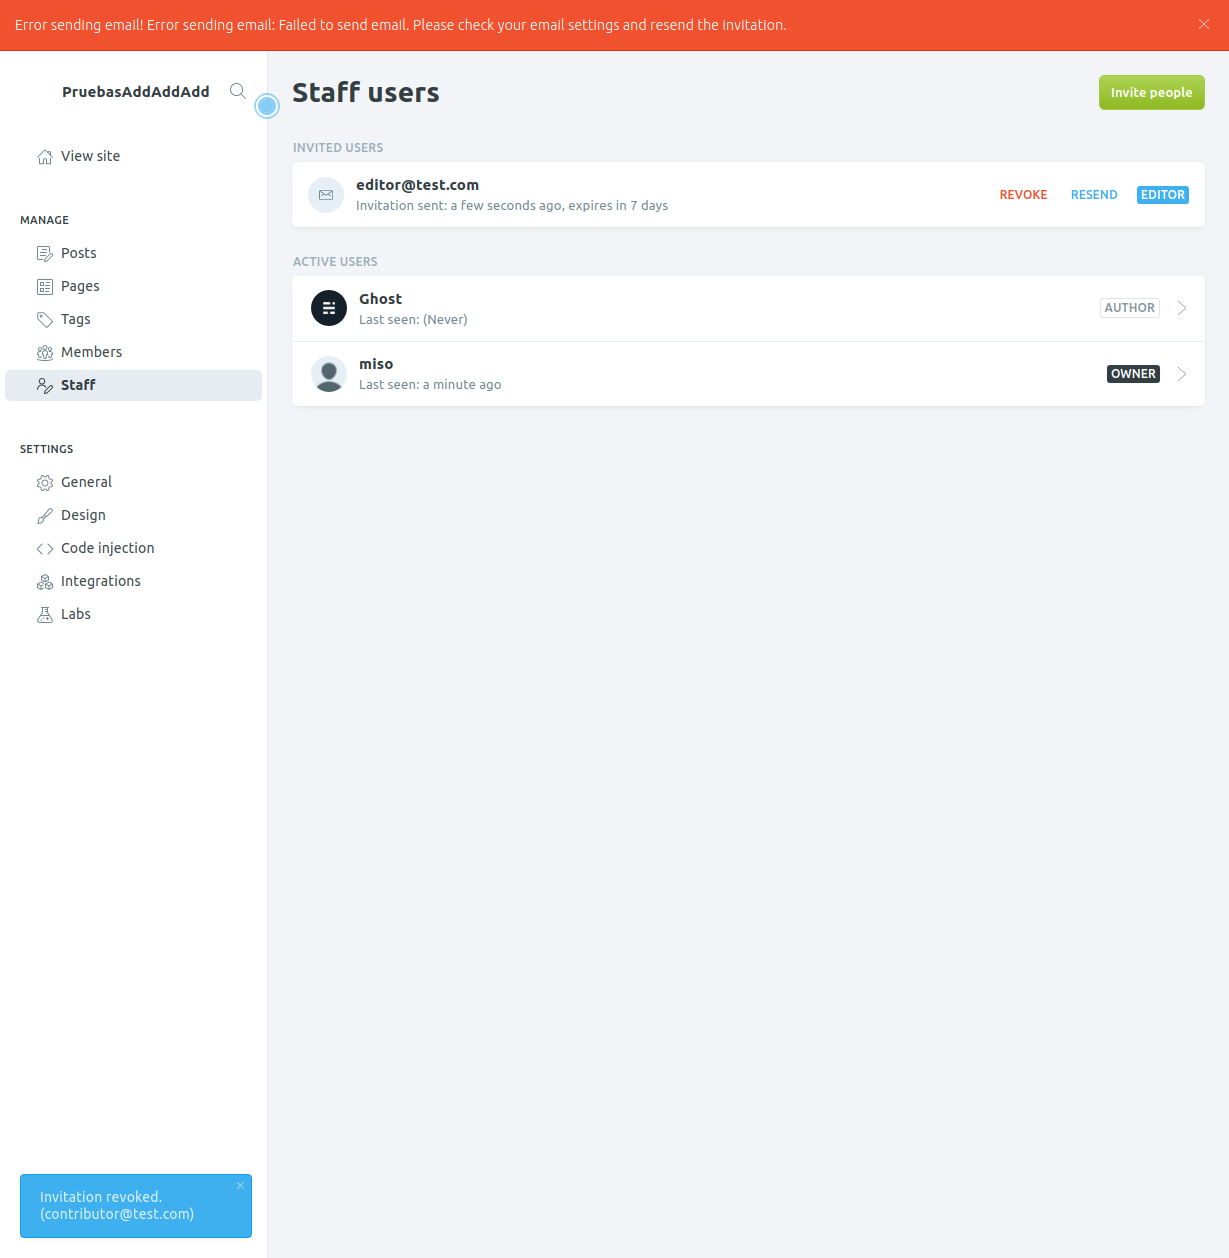 Error sending email! Error sending email: Failed to send email. Please check your email settings and resend the invitation.
PruebasAddAddAdd
View site
MANAGE
Posts
Pages
Tags
Members
Staff
SETTINGS
General
Design
Code injection
Integrations
Labs
Staff users
Invite people
INVITED USERS
editor@test.com
Invitation sent: a few seconds ago, expires in 7 days
REVOKE RESEND EDITOR
ACTIVE USERS
Ghost
Last seen: (Never)
AUTHOR
miso
Last seen: a minute ago
OWNER
Invitation revoked.
(contributor@test.com)